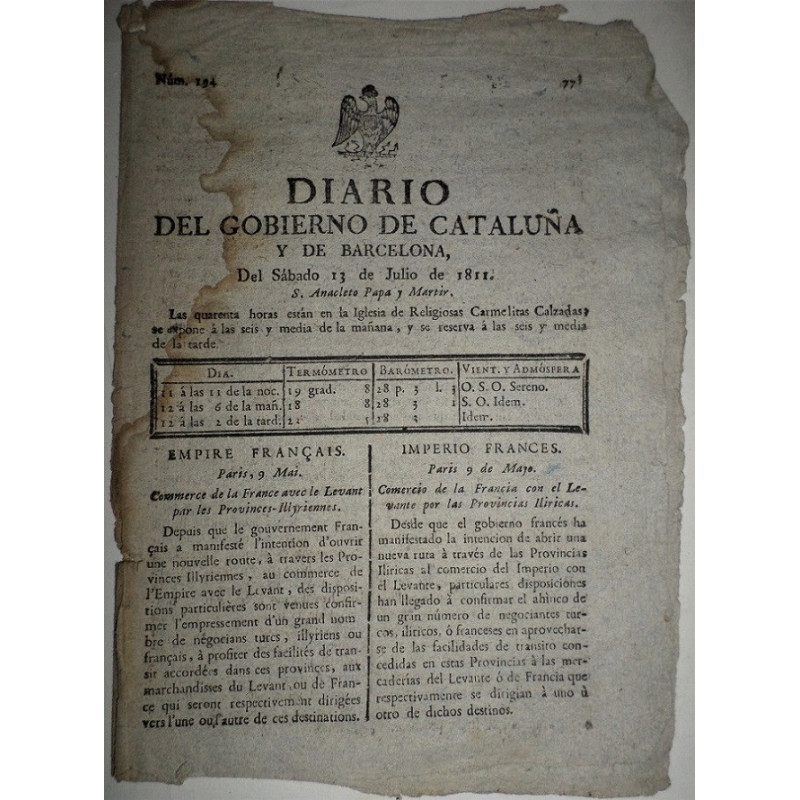 Núm. 194 77
DIARIO
DEL GOBIERNO DE CATALUÑA
Y DE BARCELONA,
Del Sábado 13 de Julio de 1811.
S. Anacleto Papa y Martir.
Las quarenta horas están en la Iglesia de Religiosas Carmelitas Calzadas;
se expone á las seis y media de la mañana, y se reserva á las seis y media
de la tarde.
DIA. TERMÓMETRO BARÓMETRO. VIENT. Y ADMÓSFERA
11 á las 11 de la noc. 19 grad. 8 28 p. 3 l. 3 O. S. O. Sereno.
12 á las 6 de la mañ. 18 8 28 3 1 S. O. Idem.
12 á las 2 de la tard. 5 28 3 Idem.
EMPIRE FRANÇAIS.
Paris, 9 Mai.
Commerce de la France avec le Levant
par les Provinces-Illyriennes.
Depuis que le gouvernement Fran-
çais a manifesté l'intention d'ouvrir
une nouvelle route, à travers les Pro-
vinces Illyriennes, au commerce de
l'Empire avec le Levant, des disposi-
tions particulières sont venues confir-
mer l'empressement d'un grand nom
bre de négocians turcs, illyriens ou
français, à profiter des facilités de tran-
sit accordées dans ces provinces, aux
marchandisses du Levant ou de Fran-
ce qui seront respectivement dirigées
vers l'une ou l'autre de ces destinations.
IMPERIO FRANCES.
Paris 9 de Mayo.
Comercio de la Francia con el Le-
vante por las Provincias Iliricas.
Desde que el gobierno francés ha
manifestado la intencion de abrir una
nueva ruta á través de las Provincias
Iliricas al comercio del Imperio con
el Levante, particulares disposiciones
han llegado á confirmar el ahinco de
un gran número de negociantes tur-
cos, iliricos, ó franceses en aprovechar-
se de las facilidades de transito con-
cedidas en estas Provincias á las mer-
caderías del Levante ó de Francia que
respectivamente se dirigian á uno ú
otro de dichos destinos.